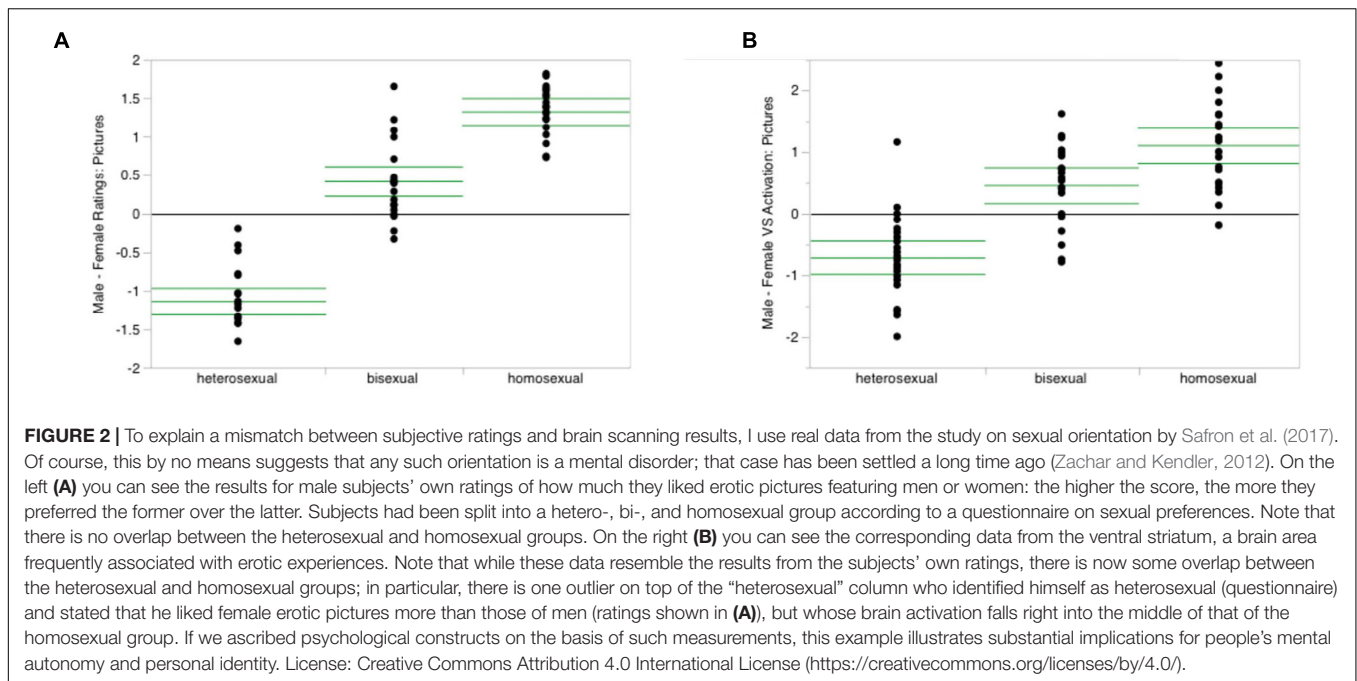 A
B
Male - Female Ratings: Pictures
2
1.5
1
0.5
0
-0.5
-1
-1.5
-2
heterosexual bisexual homosexual
Male - Female VS Activation: Pictures
2
1
0
-1
-2
heterosexual bisexual homosexual
FIGURE 2 | To explain a mismatch between subjective ratings and brain scanning results, I use real data from the study on sexual orientation by Safron et al. (2017).
Of course, this by no means suggests that any such orientation is a mental disorder; that case has been settled a long time ago (Zachar and Kendler, 2012). On the
left (A) you can see the results for male subjects’ own ratings of how much they liked erotic pictures featuring men or women: the higher the score, the more they
preferred the former over the latter. Subjects had been split into a hetero-, bi-, and homosexual group according to a questionnaire on sexual preferences. Note that
there is no overlap between the heterosexual and homosexual groups. On the right (B) you can see the corresponding data from the ventral striatum, a brain area
frequently associated with erotic experiences. Note that while these data resemble the results from the subjects’ own ratings, there is now some overlap between
the heterosexual and homosexual groups; in particular, there is one outlier on top of the “heterosexual” column who identified himself as heterosexual (questionnaire)
and stated that he liked female erotic pictures more than those of men (ratings shown in (A)), but whose brain activation falls right into the middle of that of the
homosexual group. If we ascribed psychological constructs on the basis of such measurements, this example illustrates substantial implications for people’s mental
autonomy and personal identity. License: Creative Commons Attribution 4.0 International License (https://creativecommons.org/licenses/by/4.0/).